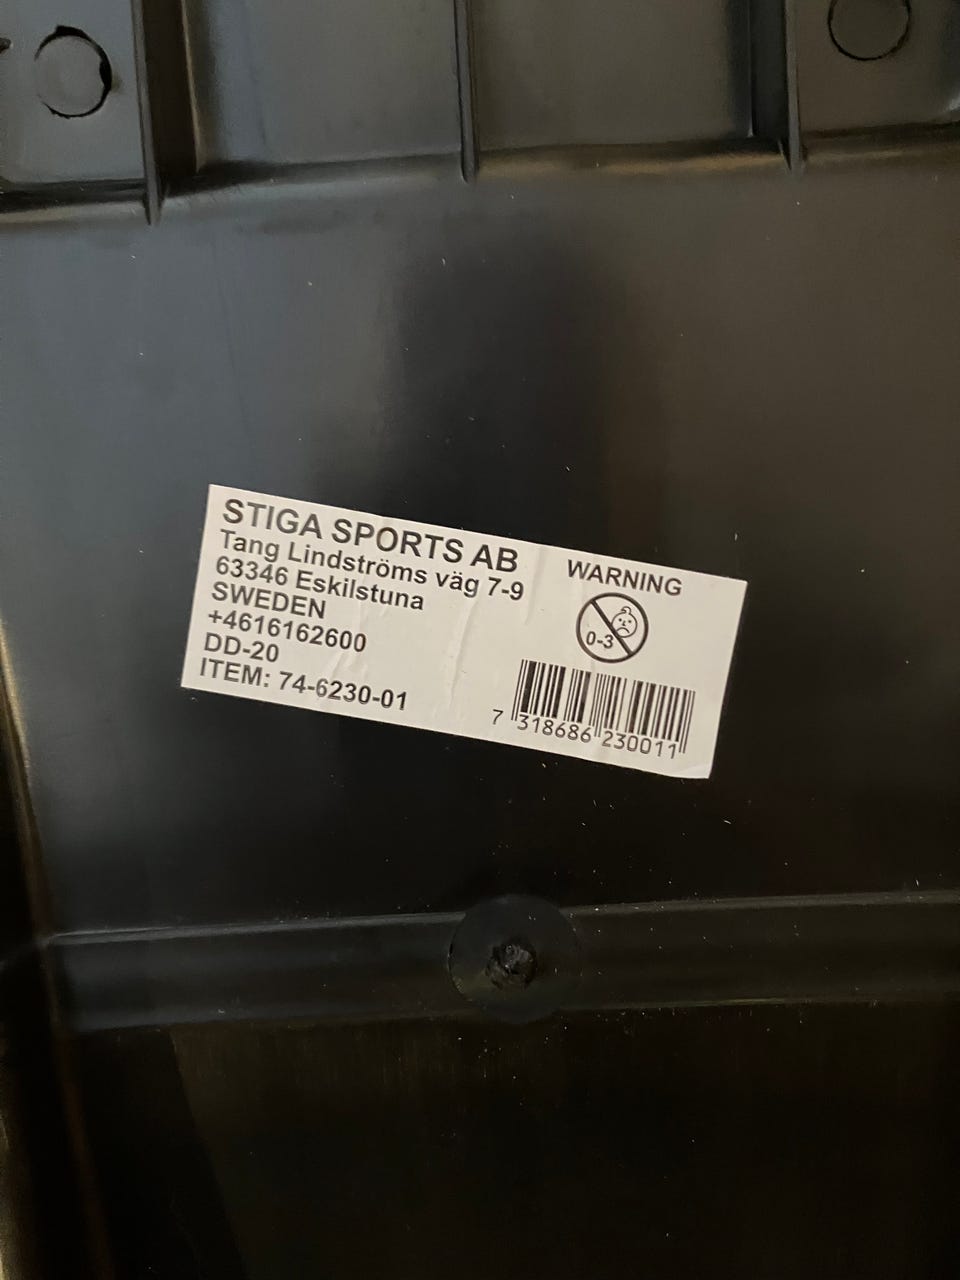 STIGA SPORTS AB
Tang Lindströms väg 7-9
63346 Eskilstuna
SWEDEN
+4616162600
DD-20
ITEM: 74-6230-01
WARNING
0-3
7 318686 230011